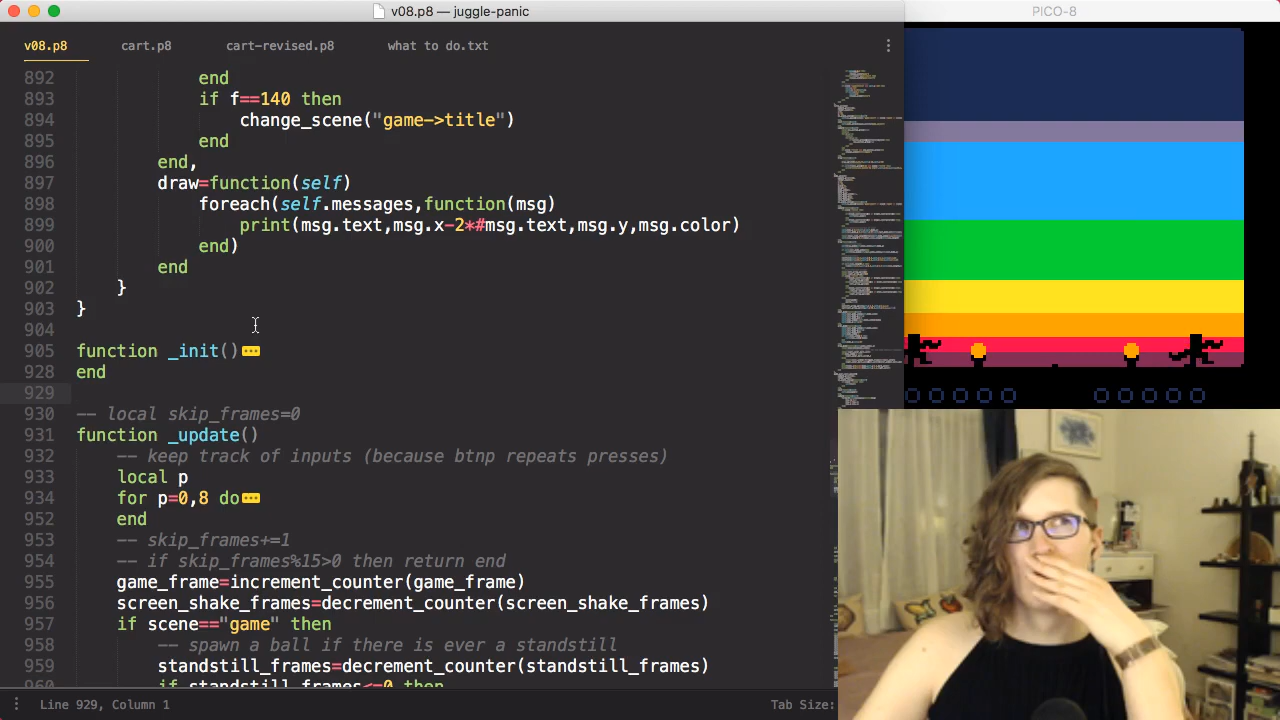 v08.p8 — juggle-panic
PICO-8
v08.p8 cart.p8 cart-revised.p8 what to do.txt
892 end
893 if f==140 then
894 change_scene("game->title")
895 end
896 end,
897 draw=function(self)
898 foreach(self.messages,function(msg)
899 print(msg.text,msg.x-2*#msg.text,msg.y,msg.color)
900 end)
901 end
902 }
903 }
904
905 function _init()
928 end
929
930 -- local skip_frames=0
931 function _update()
932 -- keep track of inputs (because btnp repeats presses)
933 local p
934 for p=0,8 do
952 end
953 -- skip_frames+=1
954 -- if skip_frames%15>0 then return end
955 game_frame=increment_counter(game_frame)
956 screen_shake_frames=decrement_counter(screen_shake_frames)
957 if scene=="game" then
958 -- spawn a ball if there is ever a standstill
959 standstill_frames=decrement_counter(standstill_frames)
960 if standstill_frames<=0 then
Line 929, Column 1
Tab Size: